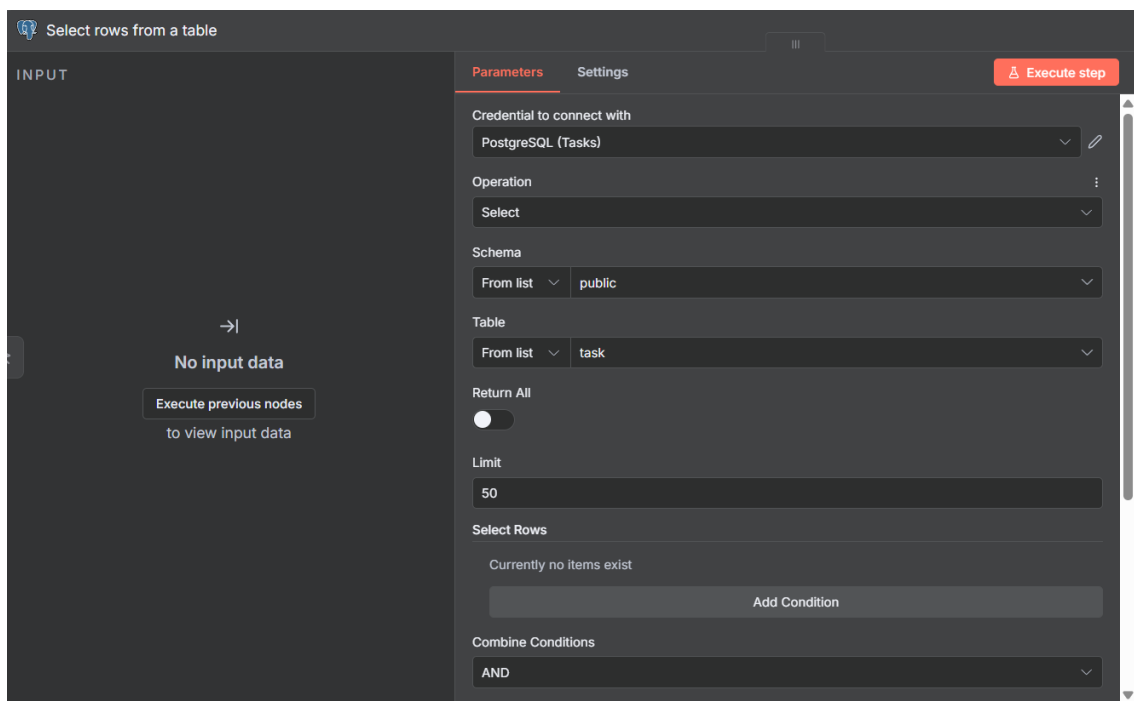 Select rows from a table
INPUT
No input data
Execute previous nodes
to view input data
Parameters
Settings
Execute step
Credential to connect with
PostgreSQL (Tasks)
Operation
Select
Schema
From list
public
Table
From list
task
Return All
Limit
50
Select Rows
Currently no items exist
Add Condition
Combine Conditions
AND